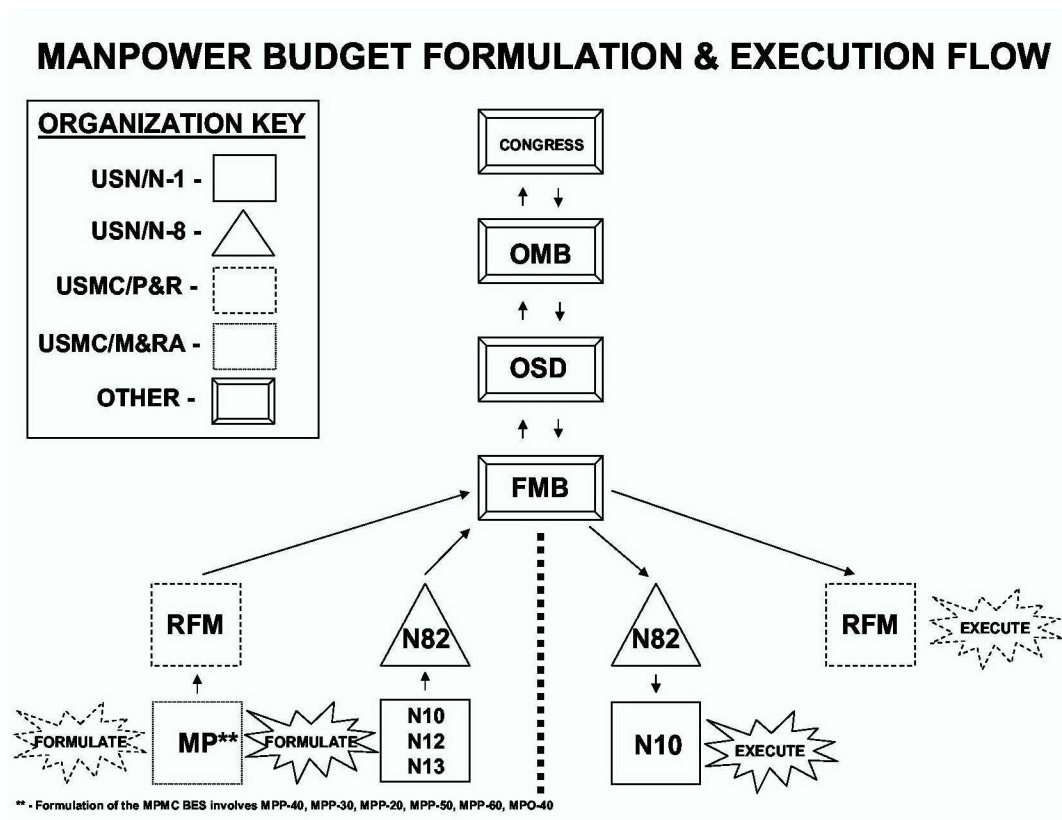 MANPOWER BUDGET FORMULATION & EXECUTION FLOW
ORGANIZATION KEY
USN/N-1 -
USN/N-8 -
USMC/P&R -
USMC/M&RA -
OTHER -
CONGRESS
OMB
OSD
FMB
RFM
N82
N82
RFM
EXECUTE
FORMULATE
MP**
FORMULATE
N10
N12
N13
N10
EXECUTE
** - Formulation of the MPMC BES involves MPP-40, MPP-30, MPP-20, MPP-50, MPP-60, MPO-40